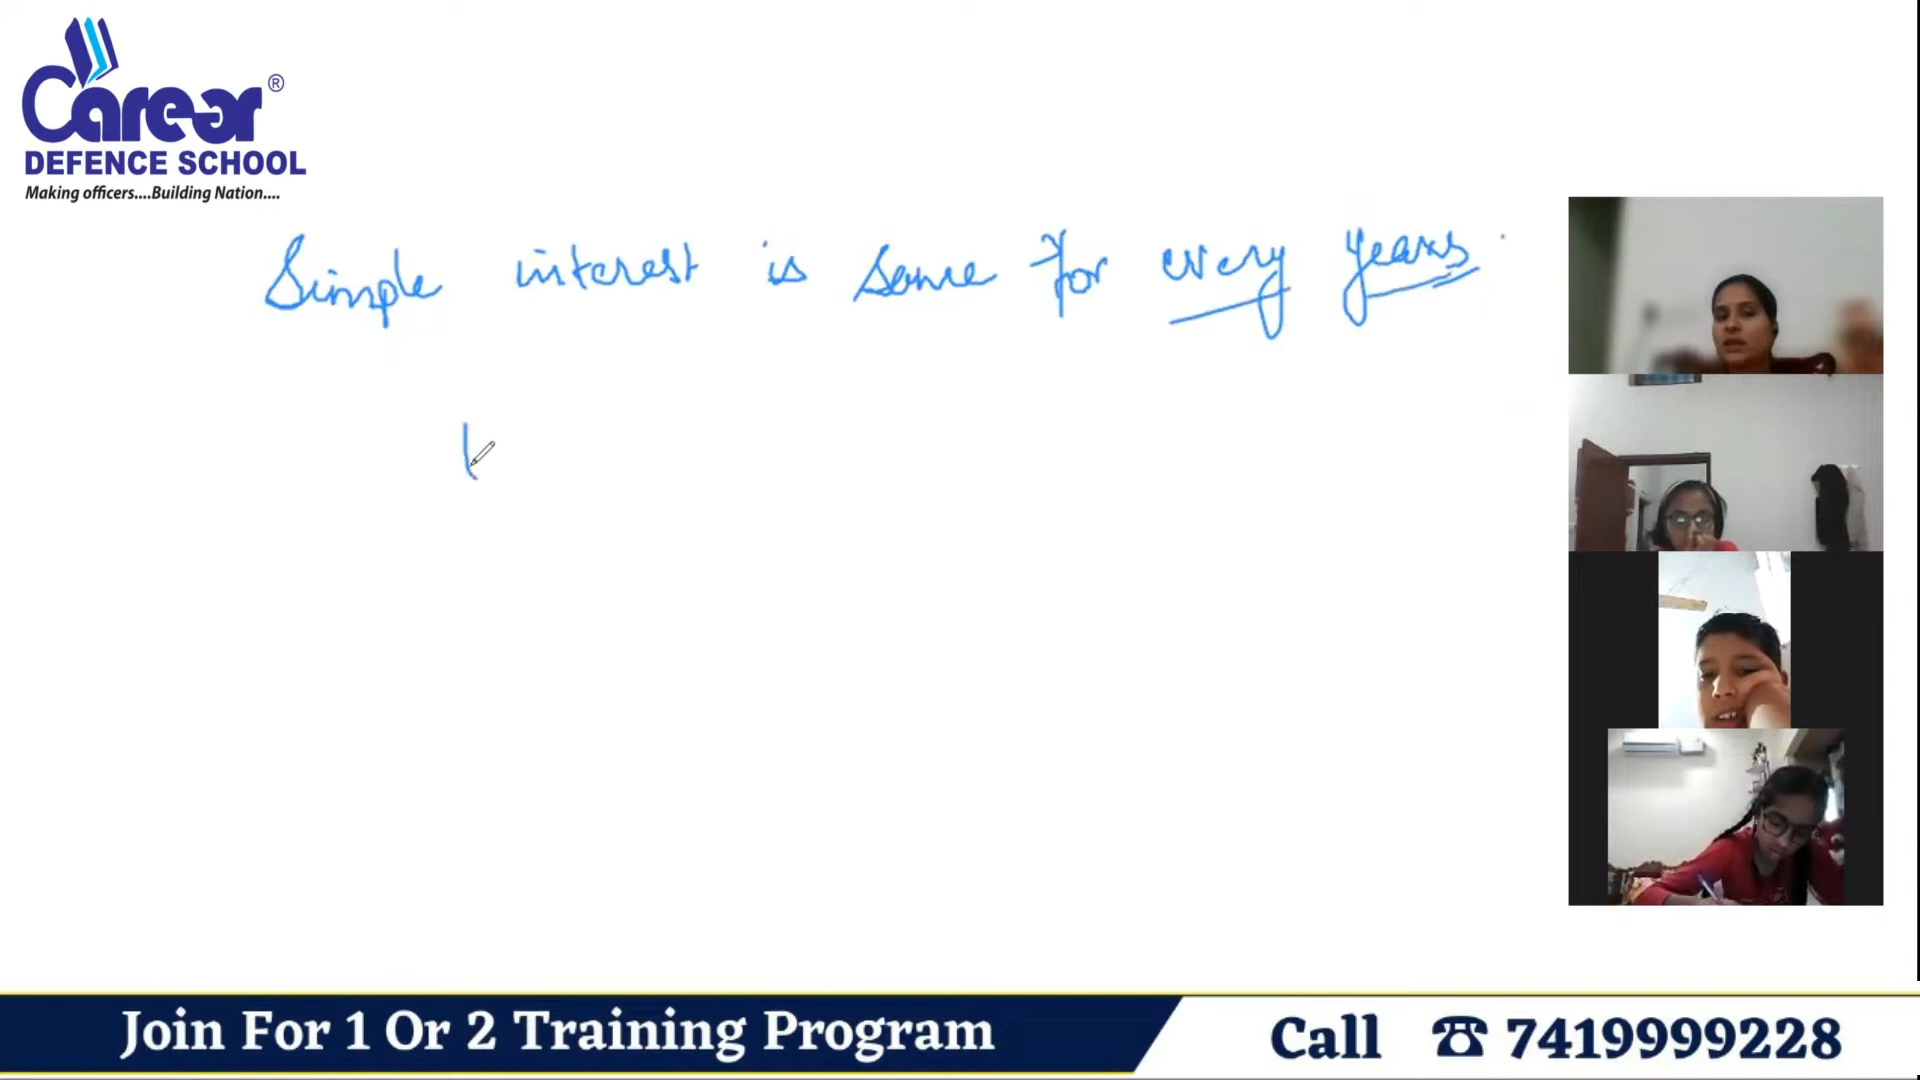 Carear®
DEFENCE SCHOOL
Making officers....Building Nation....
Simple interest is same for every years.
Join For 1 Or 2 Training Program
Call ☎ 7419999228